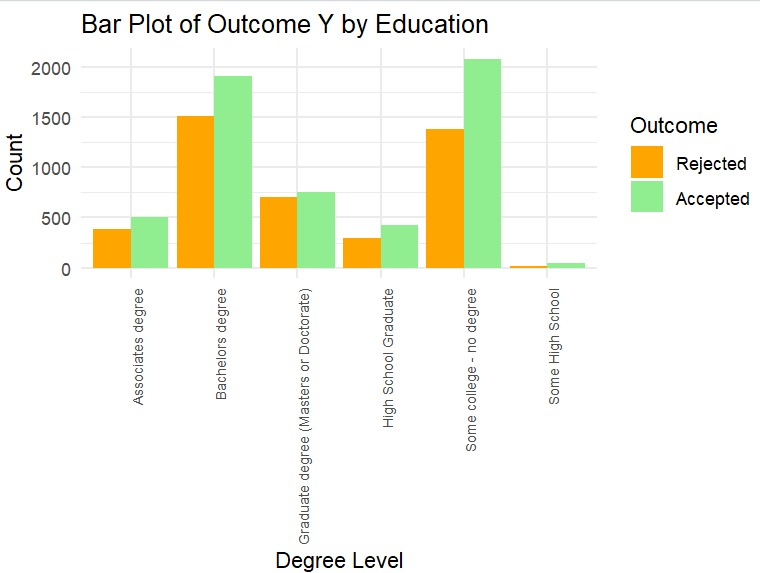 Bar Plot of Outcome Y by Education
Count
2000
1500
1000
500
0
Associates degree
Bachelors degree
Graduate degree (Masters or Doctorate)
High School Graduate
Some college - no degree
Some High School
Degree Level
Outcome
Rejected
Accepted